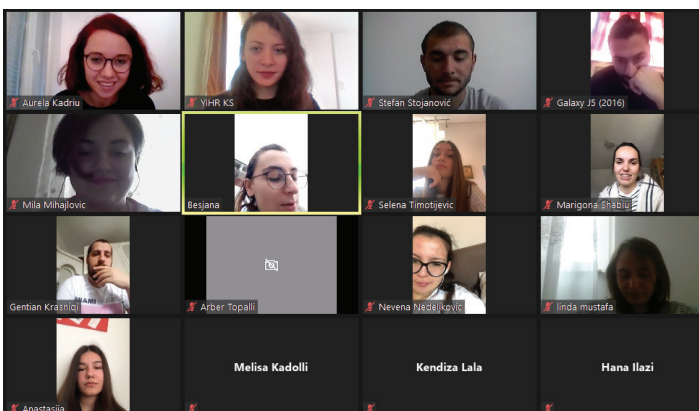 Aurela Kadriu
YIHR KS
Stefan Stojanović
Galaxy J5 (2016)
Mila Mihajlovic
Besjana
Selena Timotijevic
Marigona Shabiu
Gentian Krasniqi
Arber Topalli
Nevena Nedeljkovic
linda mustafa
Anastasija
Melisa Kadolli
Kendiza Lala
Hana Ilazi